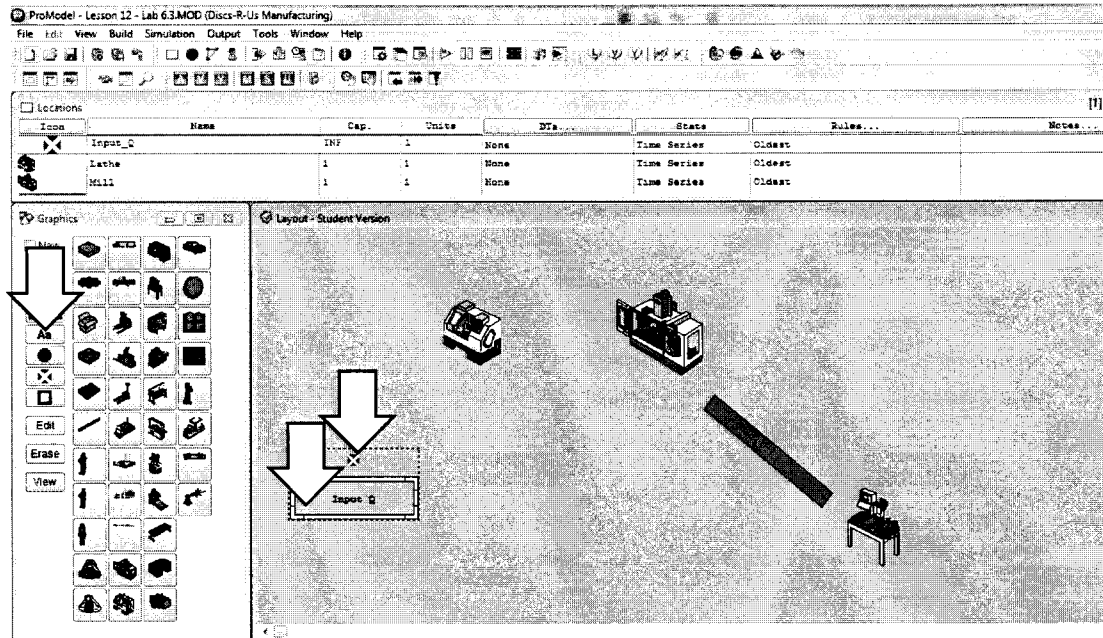 ProModel - Lesson 12 - Lab 6.3.MOD (Discs-R-Us Manufacturing)
File Edit View Build Simulation Output Tools Window Help
Locations
[1]
Icon Name Cap. Units DTs... Stats Rules... Notes...
Input_Q INF 1 None Time Series Oldest
Lathe 1 1 None Time Series Oldest
Mill 1 1 None Time Series Oldest
Graphics
Layout - Student Version
New
Aa
Edit
Erase
View
Input Q